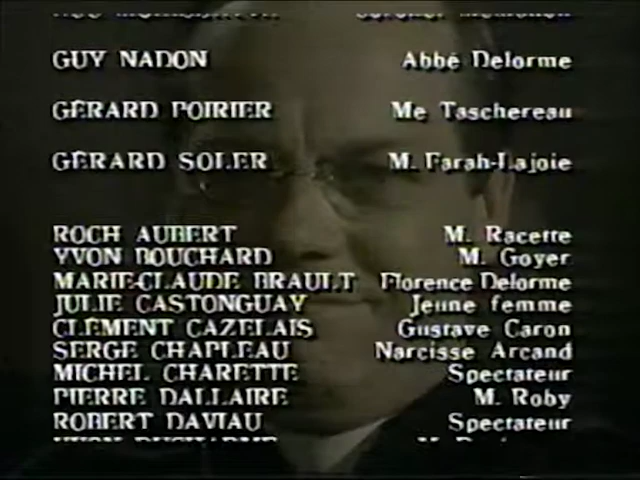 GUY NADON Abbé Delorme
GÉRARD POIRIER Me Taschereau
GÉRARD SOLER M. Farah-Lajoie
ROCH AUBERT M. Racette
YVON BOUCHARD M. Goyer
MARIE-CLAUDE BRAULT Florence Delorme
JULIE CASTONGUAY Jeune femme
CLÉMENT CAZELAIS Gustave Caron
SERGE CHAPLEAU Narcisse Arcand
MICHEL CHARETTE Spectateur
PIERRE DALLAIRE M. Roby
ROBERT DAVIAU Spectateur